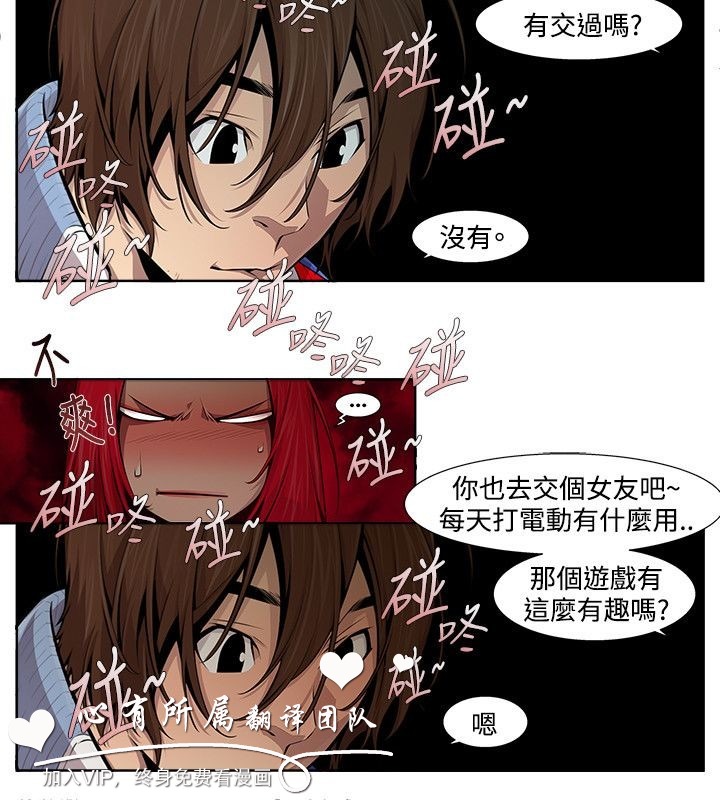 有交過嗎?
碰
碰~
碰
咚
咚
碰~
沒有。
碰
咚
咚
碰~
不
爽!
...
碰~
你也去交個女友吧~
每天打電動有什麼用..
碰
咚
碰~
那個遊戲有
這麼有趣嗎?
碰
咚
碰~
碰~
嗯
心有所属翻译团队
加入VIP，终身免费看漫画